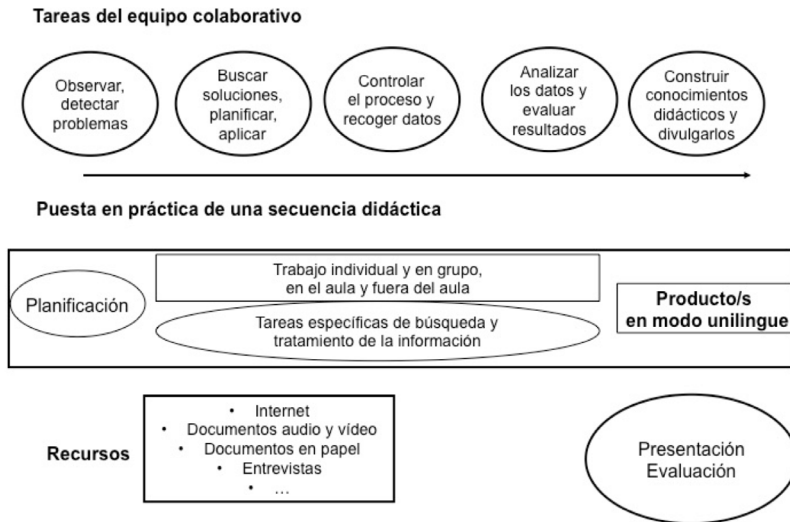 Tareas del equipo colaborativo
Observar,
detectar
problemas
Buscar
soluciones,
planificar,
aplicar
Controlar
el proceso y
recoger datos
Analizar
los datos y
evaluar
resultados
Construir
conocimientos
didácticos y
divulgarlos
Puesta en práctica de una secuencia didáctica
Planificación
Trabajo individual y en grupo,
en el aula y fuera del aula
Tareas específicas de búsqueda y
tratamiento de la información
Producto/s
en modo unilingue
Recursos
• Internet
• Documentos audio y vídeo
• Documentos en papel
• Entrevistas
• …
Presentación
Evaluación